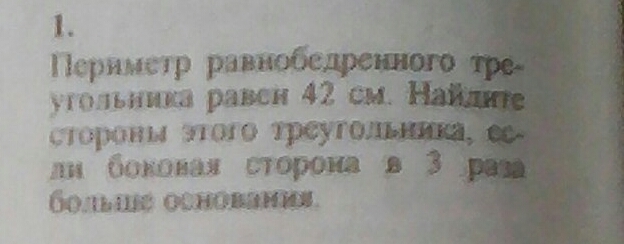 1.
Периметр равнобедренного тре-
угольника равен 42 см. Найдите
стороны этого треугольника, ес-
ли боковая сторона в 3 раза
больше основания.